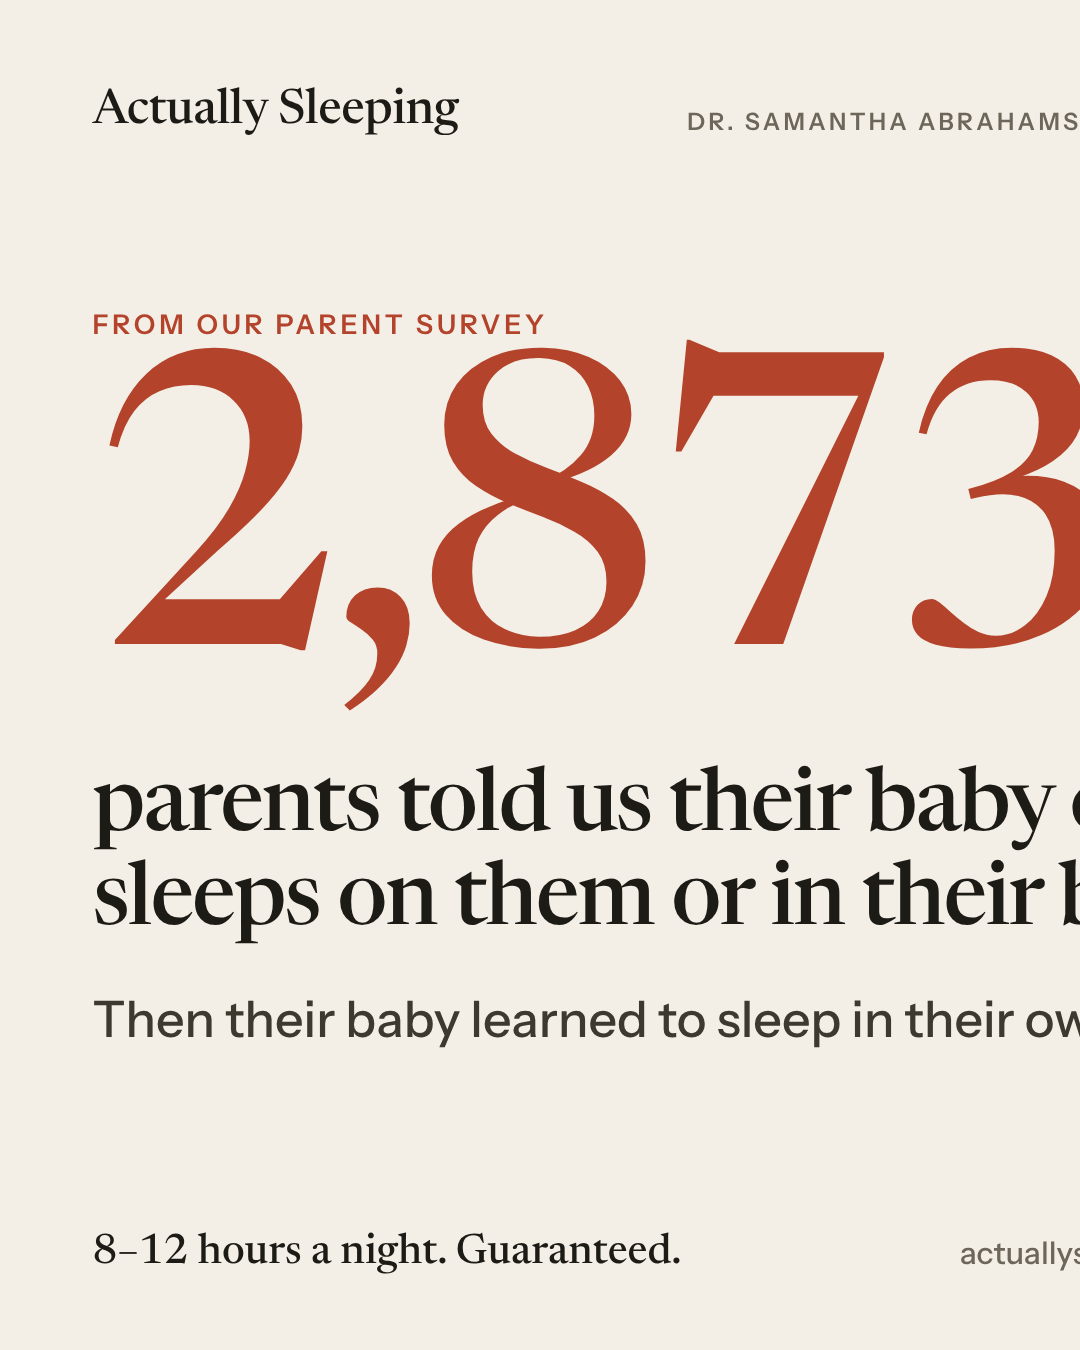 Actually Sleeping
DR. SAMANTHA ABRAHAMS
FROM OUR PARENT SURVEY
2,873
parents told us their baby
sleeps on them or in their
Then their baby learned to sleep in their
8–12 hours a night. Guaranteed.